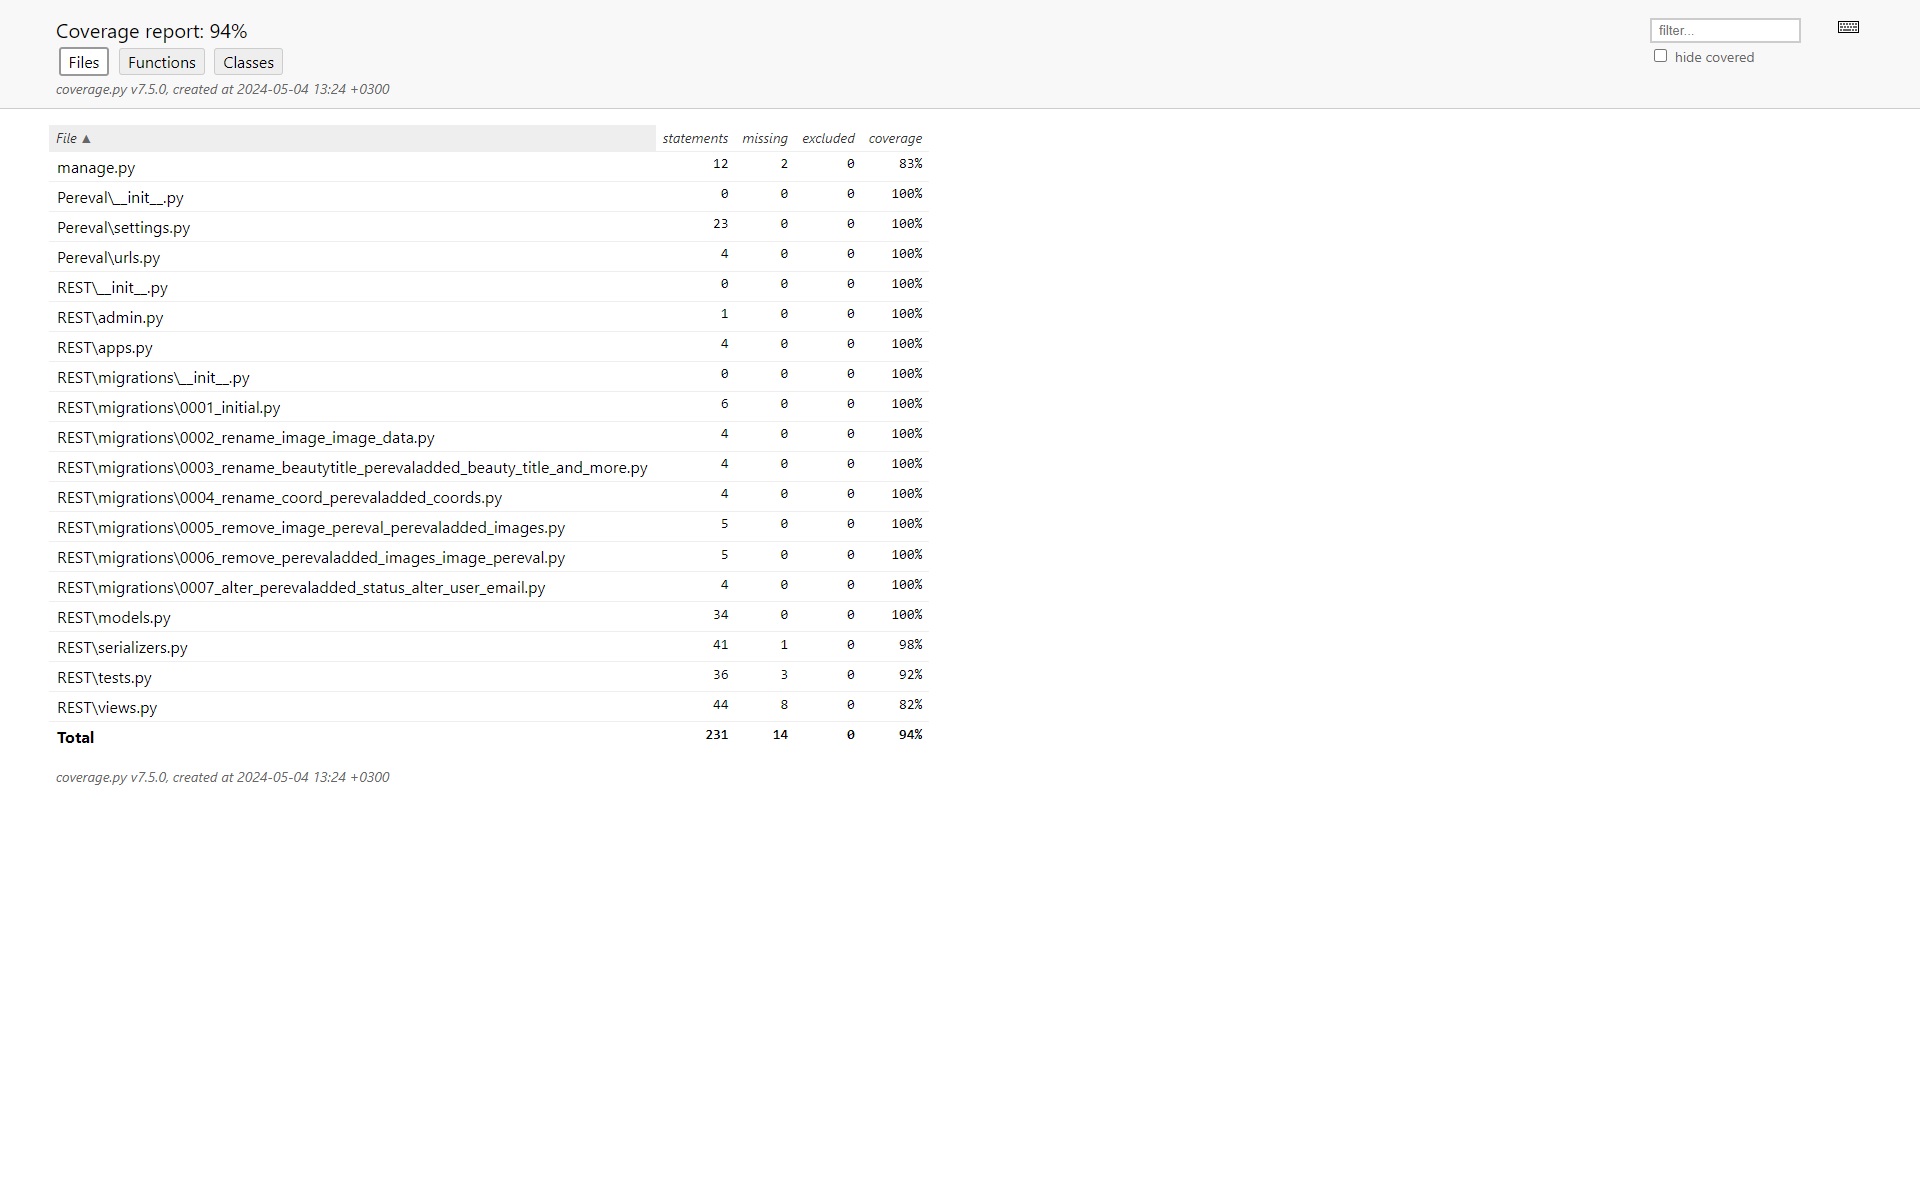 Coverage report: 94%
filter...
Files Functions Classes
hide covered
coverage.py v7.5.0, created at 2024-05-04 13:24 +0300
File ▲ statements missing excluded coverage
manage.py 12 2 0 83%
Pereval\__init__.py 0 0 0 100%
Pereval\settings.py 23 0 0 100%
Pereval\urls.py 4 0 0 100%
REST\__init__.py 0 0 0 100%
REST\admin.py 1 0 0 100%
REST\apps.py 4 0 0 100%
REST\migrations\__init__.py 0 0 0 100%
REST\migrations\0001_initial.py 6 0 0 100%
REST\migrations\0002_rename_image_image_data.py 4 0 0 100%
REST\migrations\0003_rename_beautytitle_perevaladded_beauty_title_and_more.py 4 0 0 100%
REST\migrations\0004_rename_coord_perevaladded_coords.py 4 0 0 100%
REST\migrations\0005_remove_image_pereval_perevaladded_images.py 5 0 0 100%
REST\migrations\0006_remove_perevaladded_images_image_pereval.py 5 0 0 100%
REST\migrations\0007_alter_perevaladded_status_alter_user_email.py 4 0 0 100%
REST\models.py 34 0 0 100%
REST\serializers.py 41 1 0 98%
REST\tests.py 36 3 0 92%
REST\views.py 44 8 0 82%
Total 231 14 0 94%
coverage.py v7.5.0, created at 2024-05-04 13:24 +0300